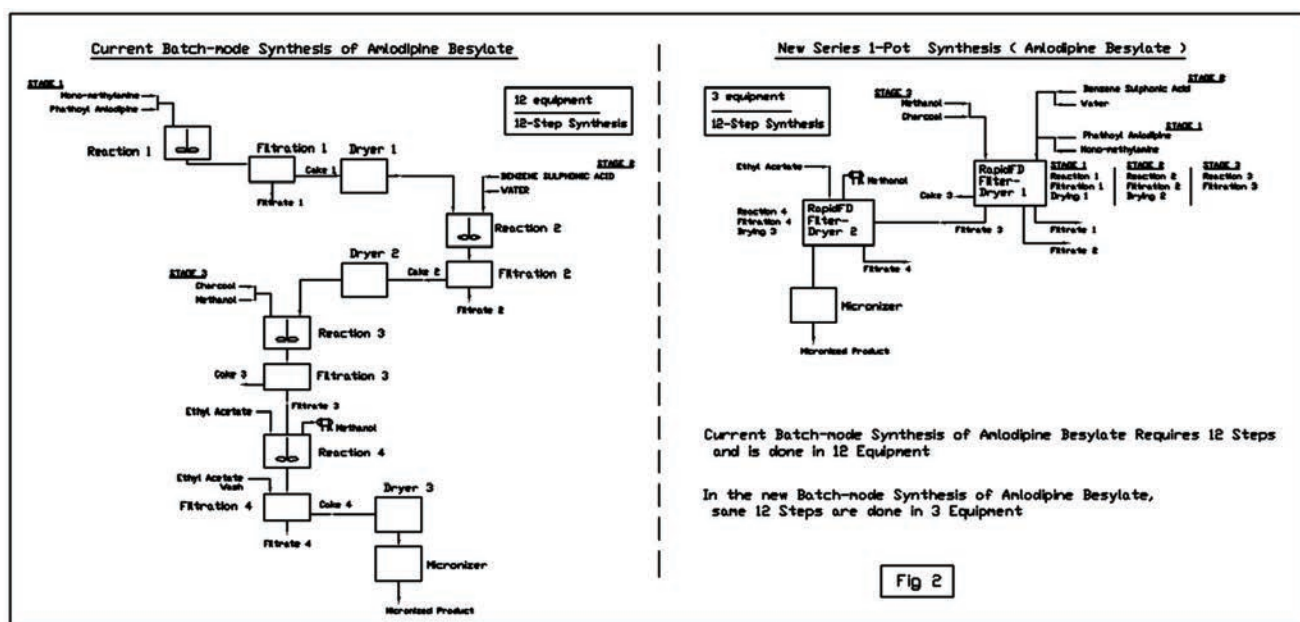 Current Batch-mode Synthesis of Amlodipine Besylate
STAGE 1
Mono-methylamine
Phathoyl Amlodipine
Reaction 1
Filtration 1
Cake 1
Filtrate 1
Dryer 1
12 equipment
12-Step Synthesis
STAGE 2
BENZENE SULPHONIC ACID
WATER
Reaction 2
Filtration 2
Filtrate 2
Cake 2
Dryer 2
STAGE 3
Charcoal
Methanol
Reaction 3
Filtration 3
Cake 3
Filtrate 3
Ethyl Acetate
Methanol
Reaction 4
Ethyl Acetate
Wash
Filtration 4
Cake 4
Filtrate 4
Dryer 3
Micronizer
Micronized Product
New Series 1-Pot Synthesis ( Amlodipine Besylate )
3 equipment
12-Step Synthesis
STAGE 3
Methanol
Charcoal
STAGE 2
Benzene Sulphonic Acid
Water
STAGE 1
Phathoyl Amlodipine
Mono-methylamine
RapidFD
Filter-
Dryer 1
STAGE 1
Reaction 1
Filtration 1
Drying 1
STAGE 2
Reaction 2
Filtration 2
Drying 2
STAGE 3
Reaction 3
Filtration 3
Cake 3
Filtrate 1
Filtrate 2
Filtrate 3
Ethyl Acetate
Methanol
Reaction 4
Filtration 4
Drying 3
RapidFD
Filter-
Dryer 2
Filtrate 4
Micronizer
Micronized Product
Current Batch-mode Synthesis of Amlodipine Besylate Requires 12 Steps
and is done in 12 Equipment
In the new Batch-mode Synthesis of Amlodipine Besylate,
same 12 Steps are done in 3 Equipment
Fig 2